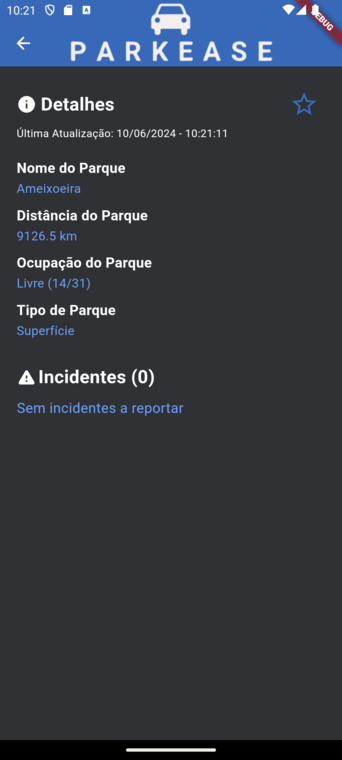 10:21
DEBUG
PARKEASE
Detalhes
Última Atualização: 10/06/2024 - 10:21:11
Nome do Parque
Ameixoeira
Distância do Parque
9126.5 km
Ocupação do Parque
Livre (14/31)
Tipo de Parque
Superfície
Incidentes (0)
Sem incidentes a reportar